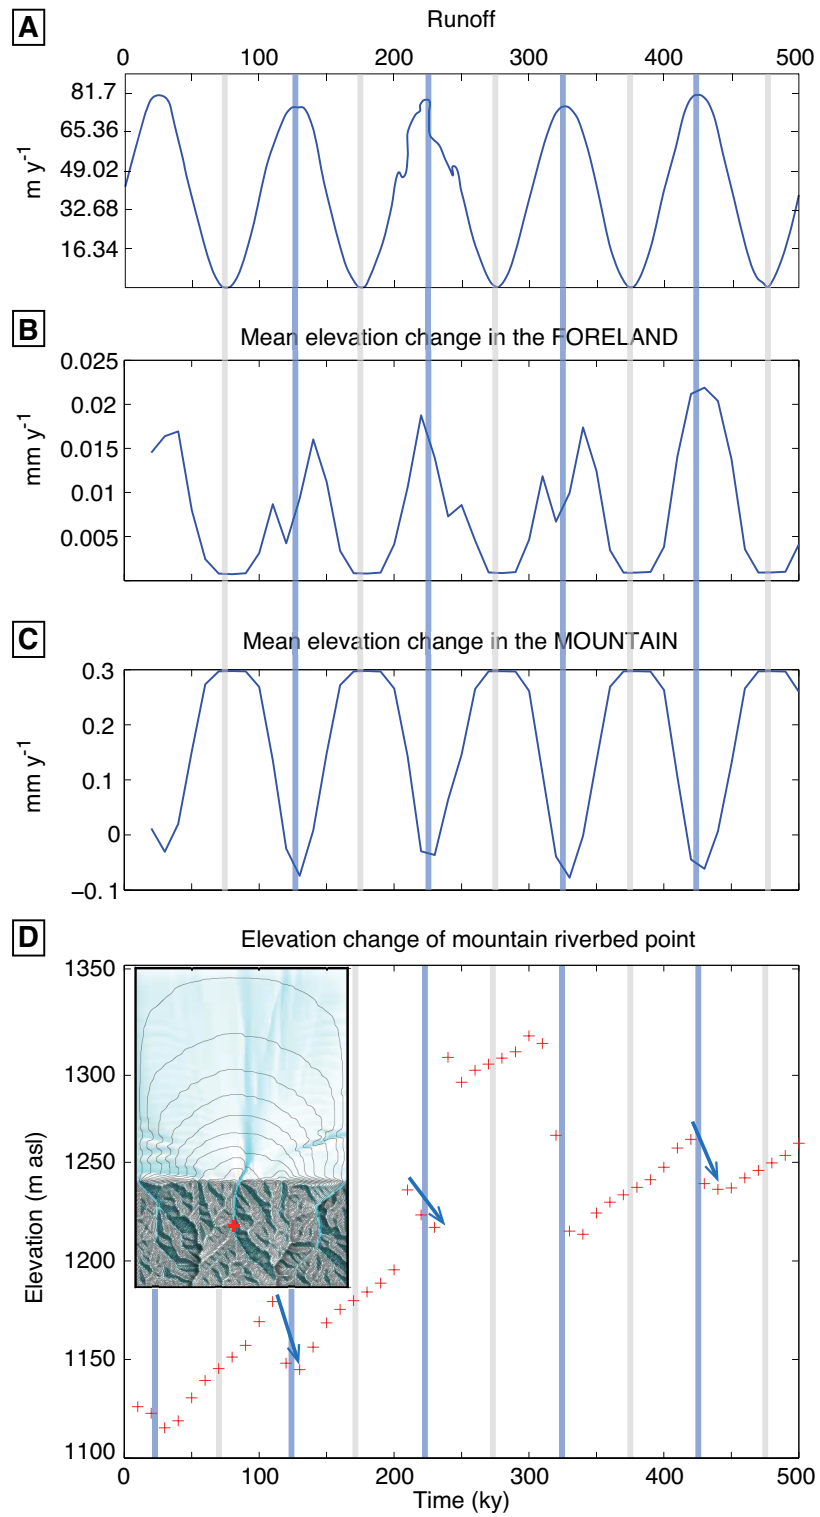 A
Runoff
0 100 200 300 400 500
81.7
65.36
49.02
32.68
16.34
m y-1
B
Mean elevation change in the FORELAND
0.025
0.02
0.015
0.01
0.005
mm y-1
C
Mean elevation change in the MOUNTAIN
0.3
0.2
0.1
0
−0.1
mm y-1
D
Elevation change of mountain riverbed point
1350
1300
1250
1200
1150
1100
Elevation (m asl)
0 100 200 300 400 500
Time (ky)